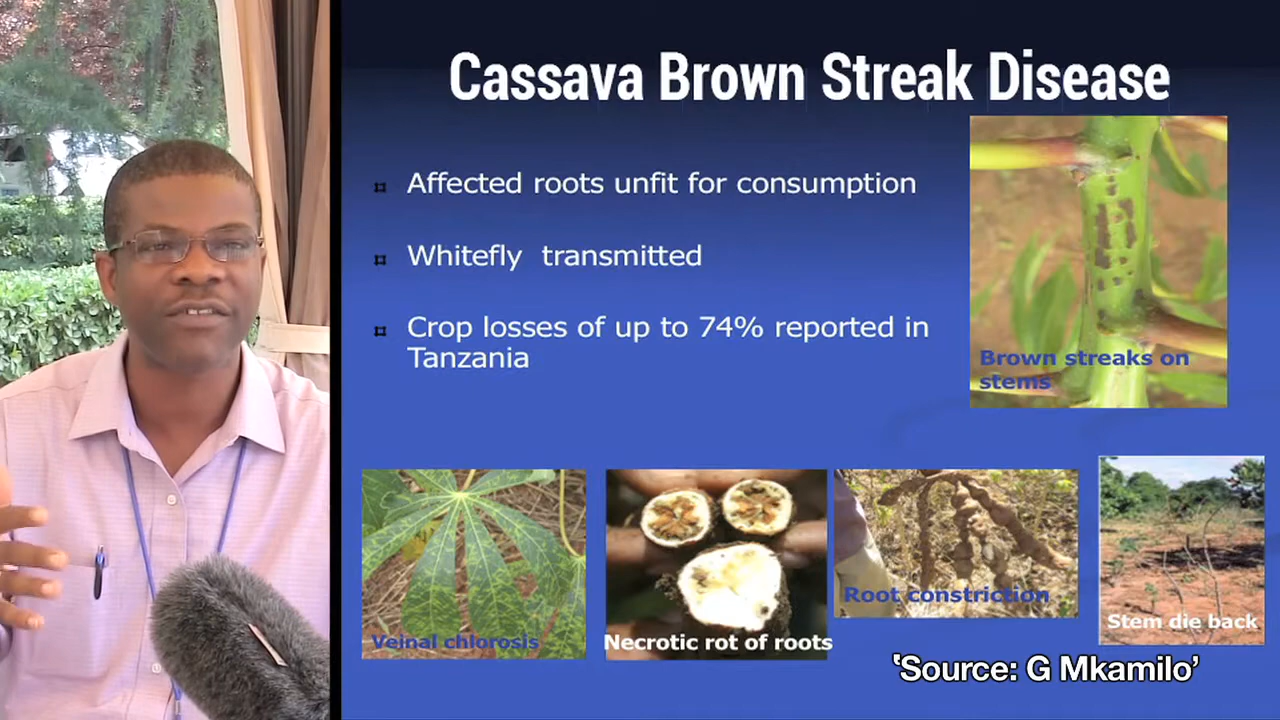 Cassava Brown Streak Disease
Affected roots unfit for consumption
Whitefly transmitted
Crop losses of up to 74% reported in
Tanzania
Brown streaks on
stems
Veinal chlorosis
Necrotic rot of roots
Root constriction
Stem die back
‘Source: G Mkamilo’